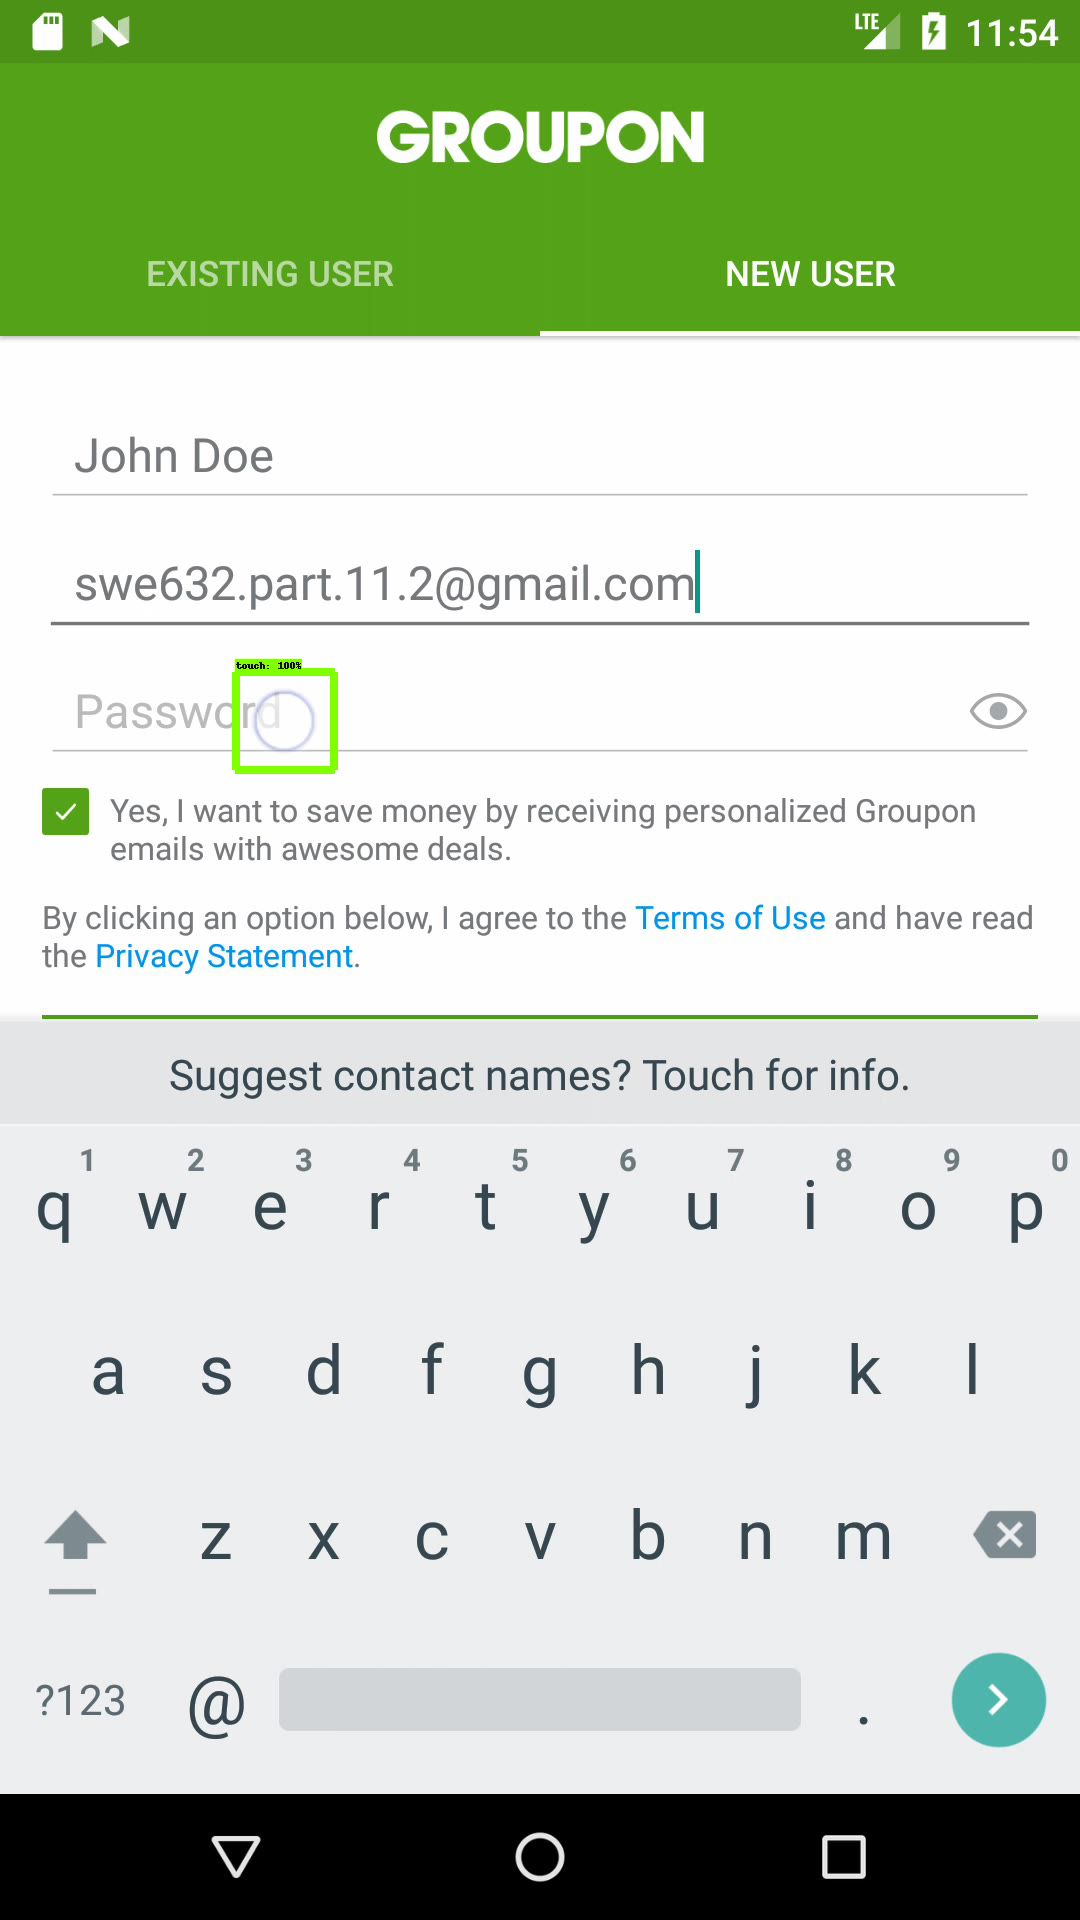 LTE 11:54
GROUPON
EXISTING USER NEW USER
John Doe
swe632.part.11.2@gmail.com
touch: 100%
Password
Yes, I want to save money by receiving personalized Groupon
emails with awesome deals.
By clicking an option below, I agree to the Terms of Use and have read
the Privacy Statement.
Suggest contact names? Touch for info.
1 2 3 4 5 6 7 8 9 0
q w e r t y u i o p
a s d f g h j k l
z x c v b n m
?123 @ .